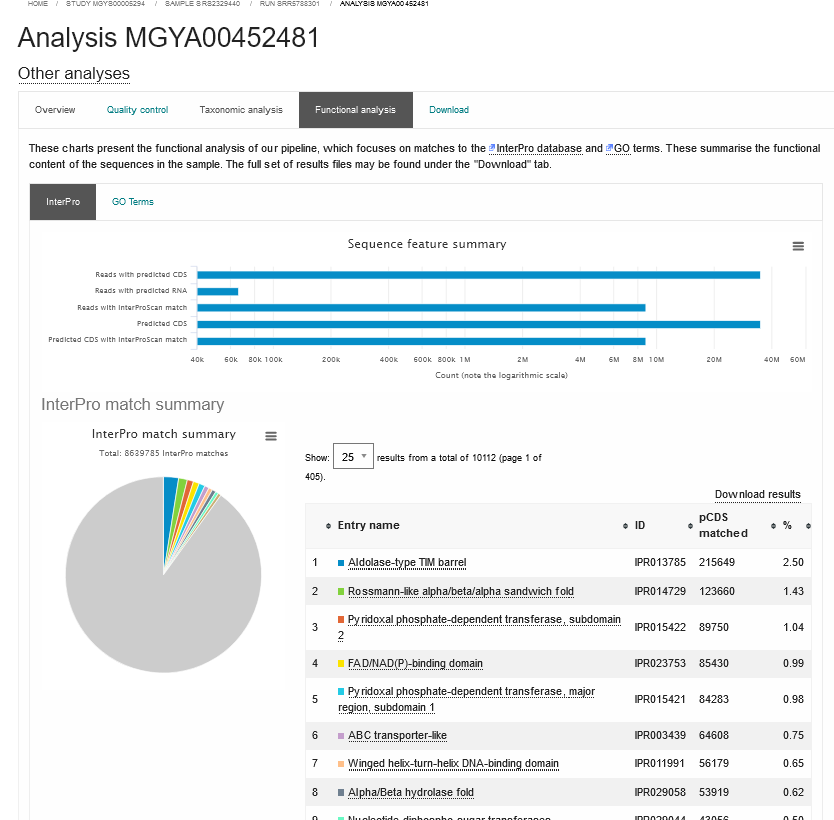 HOME / STUDY MGYS00005294 / SAMPLE SRS2329440 / RUN SRR5788301 / ANALYSIS MGYA00452481
Analysis MGYA00452481
Other analyses
Overview Quality control Taxonomic analysis Functional analysis Download
These charts present the functional analysis of our pipeline, which focuses on matches to the InterPro database and GO terms. These summarise the functional
content of the sequences in the sample. The full set of results files may be found under the "Download" tab.
InterPro GO Terms
Sequence feature summary
Reads with predicted CDS
Reads with predicted RNA
Reads with InterProScan match
Predicted CDS
Predicted CDS with InterProScan match
40k 60k 80k 100k 200k 400k 600k 800k 1M 2M 4M 6M 8M 10M 20M 40M 60M
Count (note the logarithmic scale)
InterPro match summary
InterPro match summary
Total: 8639785 InterPro matches
Show: 25 results from a total of 10112 (page 1 of
405).
Download results
Entry name ID pCDS matched %
1 Aldolase-type TIM barrel IPR013785 215649 2.50
2 Rossmann-like alpha/beta/alpha sandwich fold IPR014729 123660 1.43
3 Pyridoxal phosphate-dependent transferase, subdomain
2 IPR015422 89750 1.04
4 FAD/NAD(P)-binding domain IPR023753 85430 0.99
5 Pyridoxal phosphate-dependent transferase, major
region, subdomain 1 IPR015421 84283 0.98
6 ABC transporter-like IPR003439 64608 0.75
7 Winged helix-turn-helix DNA-binding domain IPR011991 56179 0.65
8 Alpha/Beta hydrolase fold IPR029058 53919 0.62
9 Nucleotide-diphospho-sugar transferases IPR029044 43056 0.50